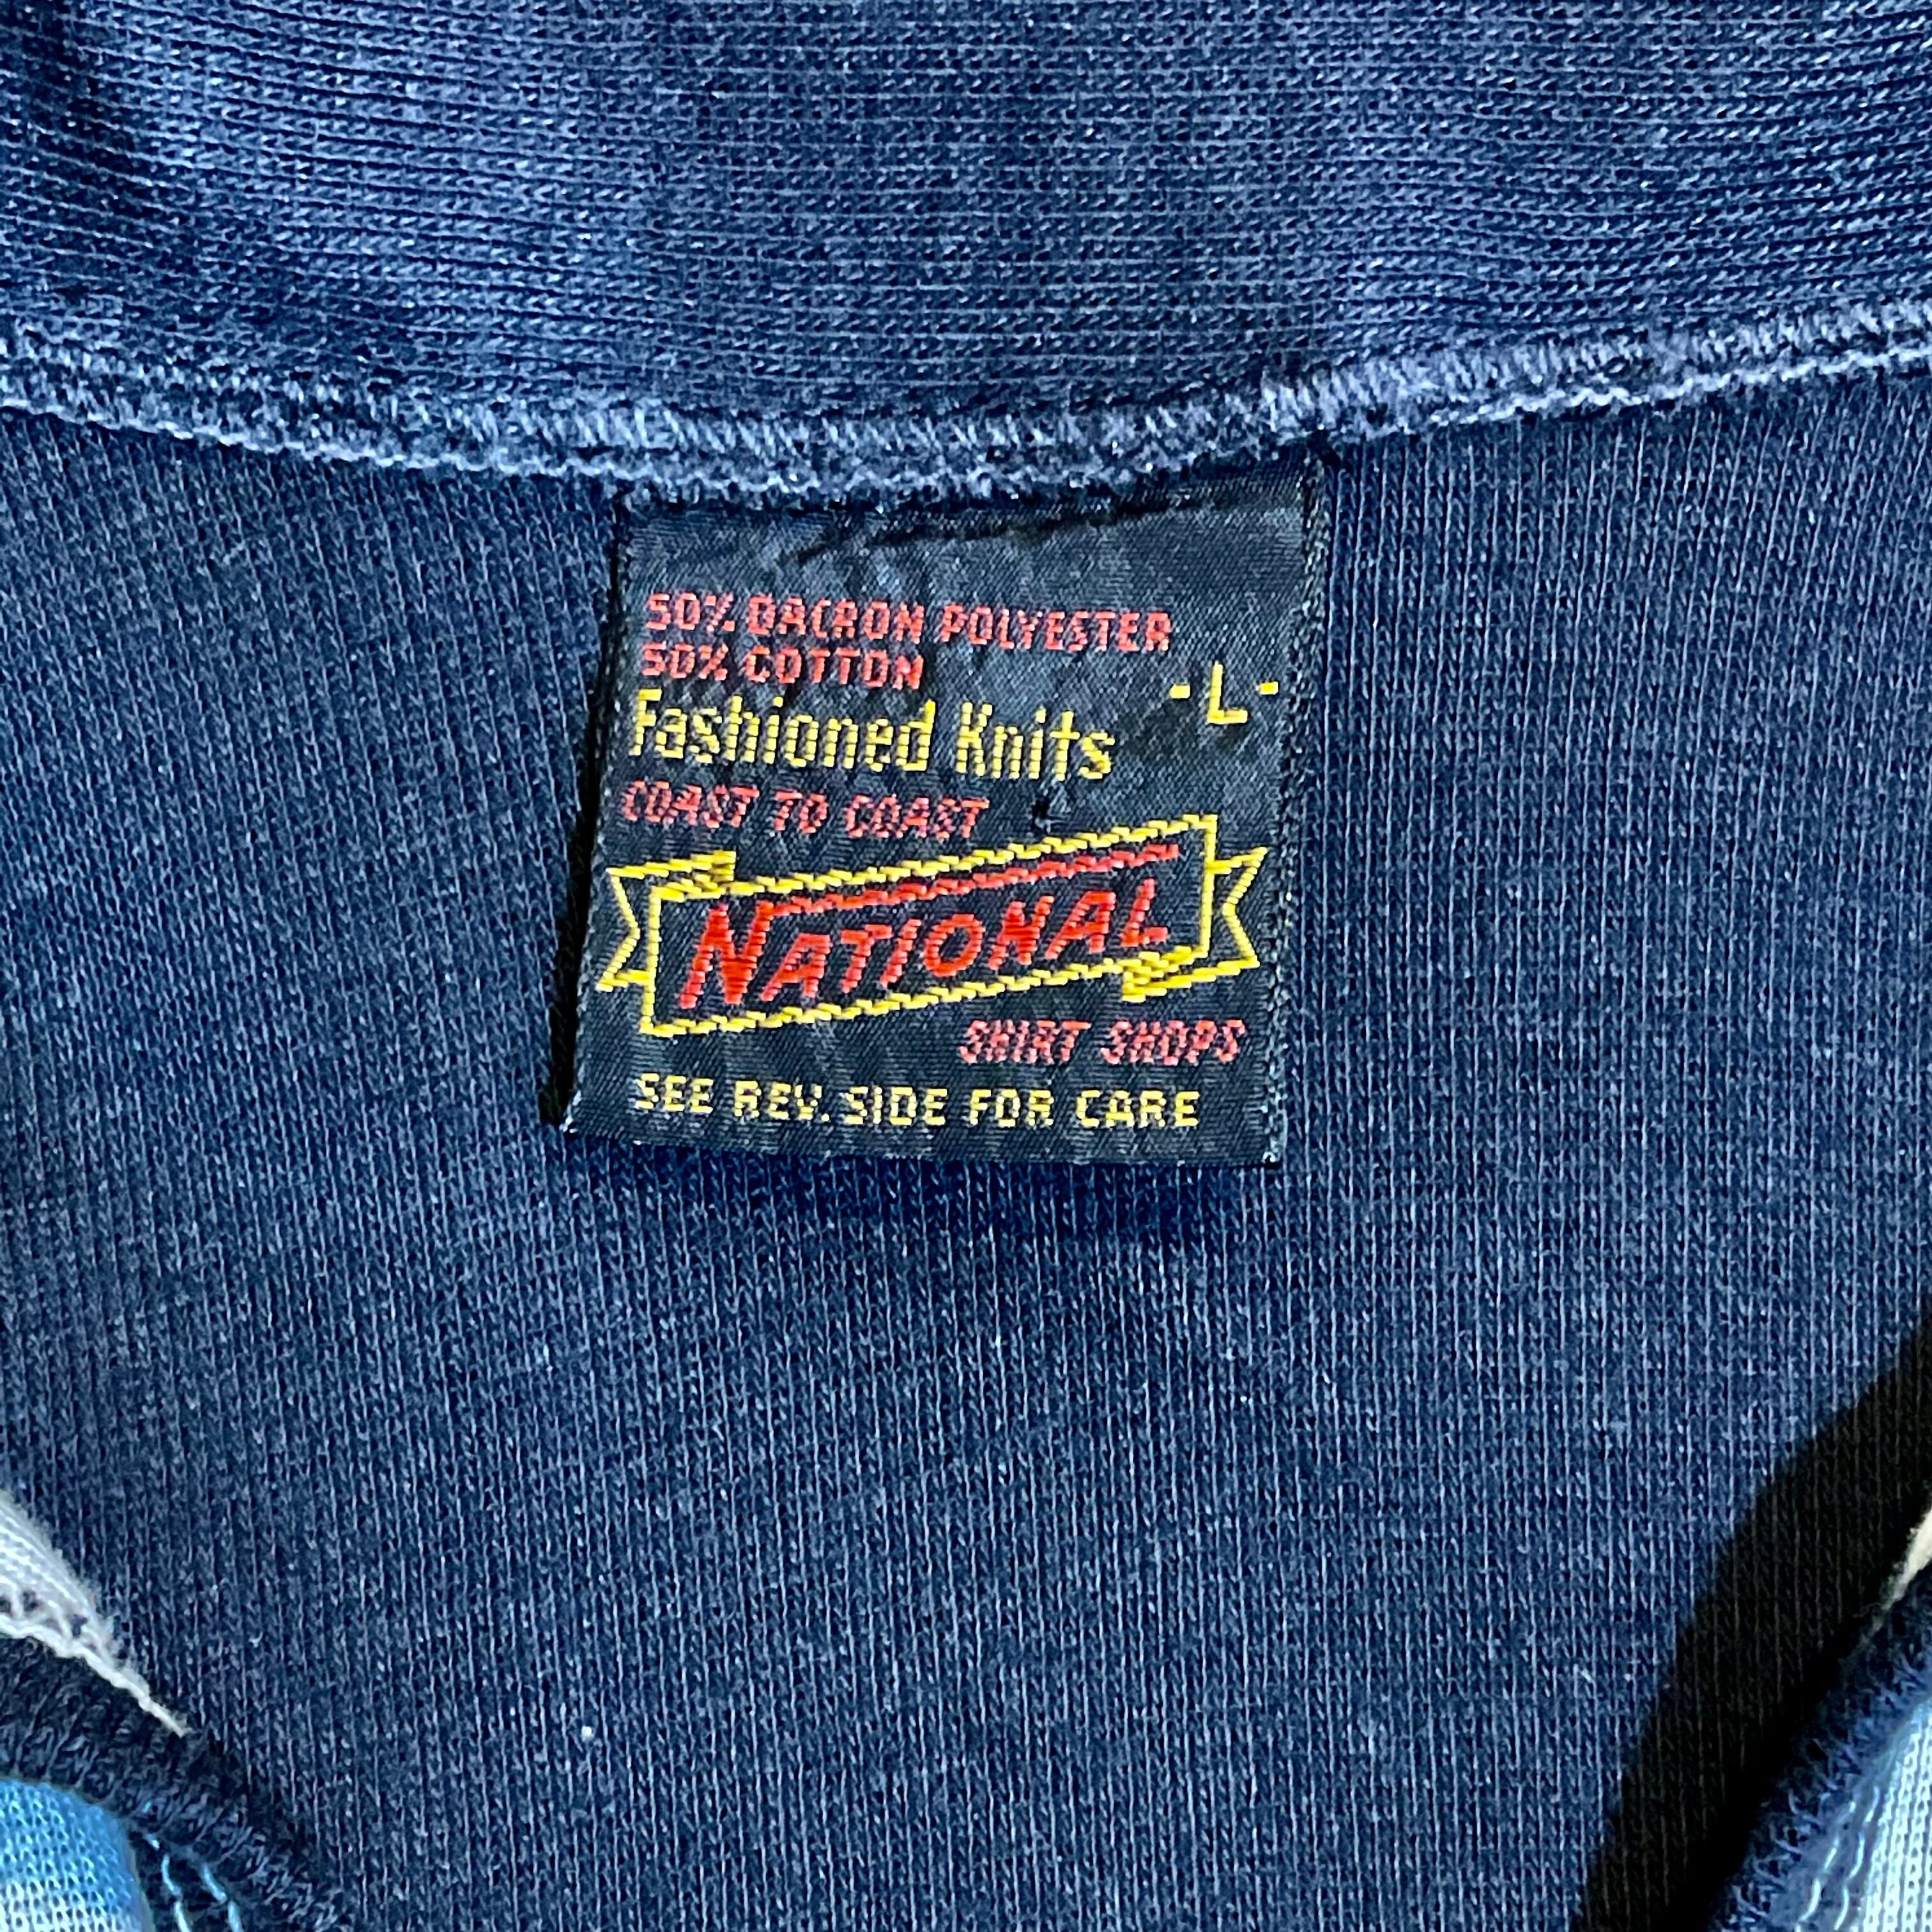 50% DACRON POLYESTER
50% COTTON
-L-
Fashioned Knits
COAST TO COAST
NATIONAL
SHIRT SHOPS
SEE REV. SIDE FOR CARE